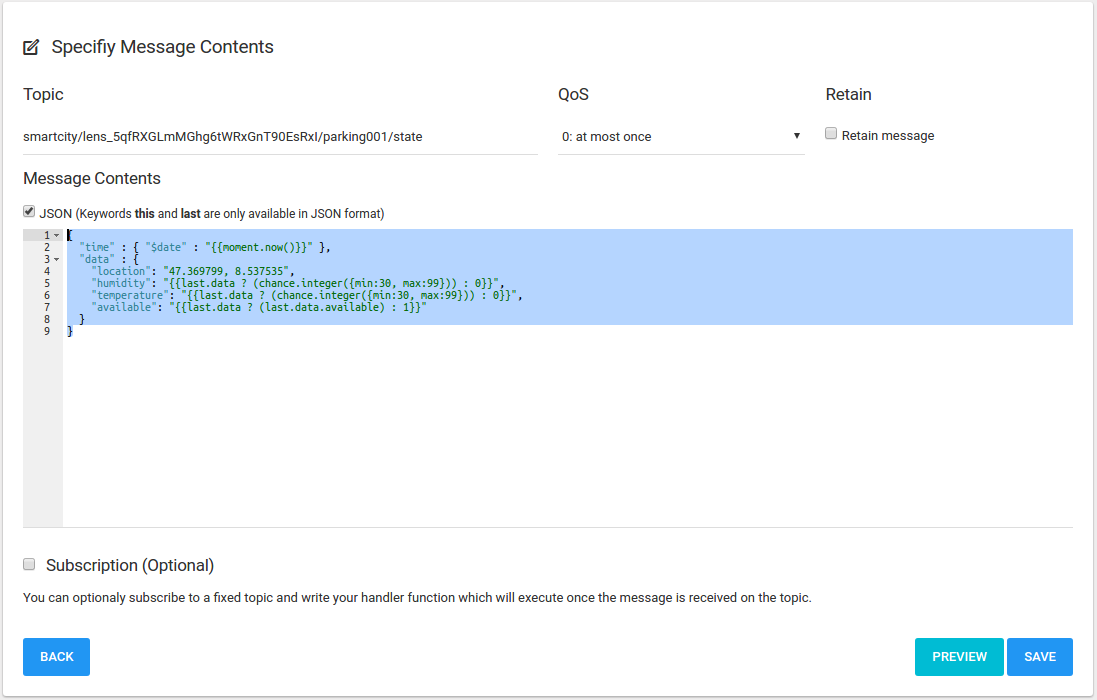 Specifiy Message Contents
Topic QoS Retain
smartcity/lens_5qfRXGLmMGhg6tWRxGnT90EsRxI/parking001/state 0: at most once Retain message
Message Contents
JSON (Keywords this and last are only available in JSON format)
1 {
2 "time" : { "$date" : "{{moment.now()}}" },
3 "data" : {
4 "location": "47.369799, 8.537535",
5 "humidity": "{{last.data ? (chance.integer({min:30, max:99})) : 0}}",
6 "temperature": "{{last.data ? (chance.integer({min:30, max:99})) : 0}}",
7 "available": "{{last.data ? (last.data.available) : 1}}"
8 }
9 }
Subscription (Optional)
You can optionaly subscribe to a fixed topic and write your handler function which will execute once the message is received on the topic.
BACK PREVIEW SAVE